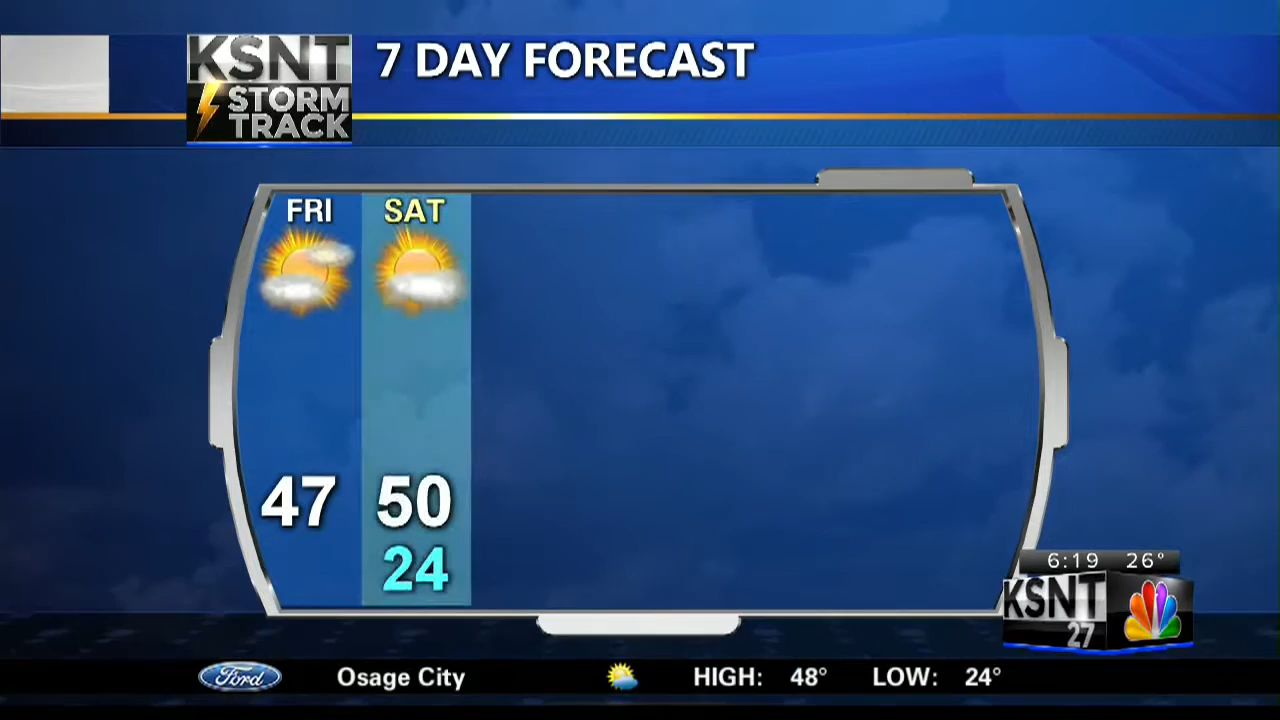 KSNT
STORM
TRACK
7 DAY FORECAST
FRI SAT
47 50
24
6:19 26°
KSNT
27
Ford Osage City HIGH: 48° LOW: 24°